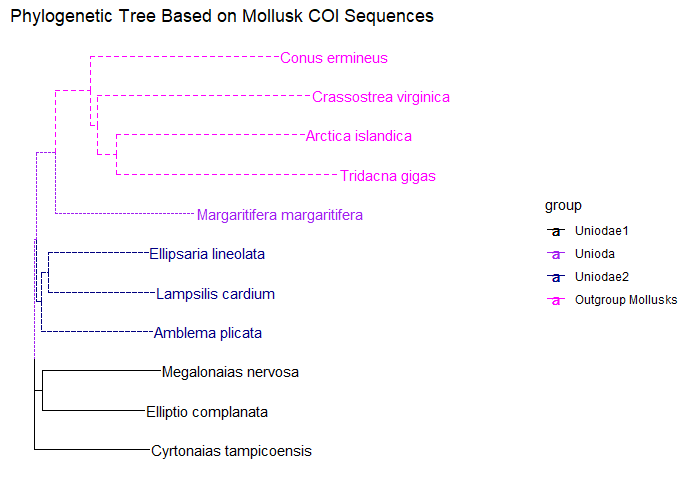 Phylogenetic Tree Based on Mollusk COI Sequences
Conus ermineus
Crassostrea virginica
Arctica islandica
Tridacna gigas
Margaritifera margaritifera
Ellipsaria lineolata
Lampsilis cardium
Amblema plicata
Megalonaias nervosa
Elliptio complanata
Cyrtonaias tampicoensis
group
a Uniodae1
a Unioda
a Uniodae2
a Outgroup Mollusks